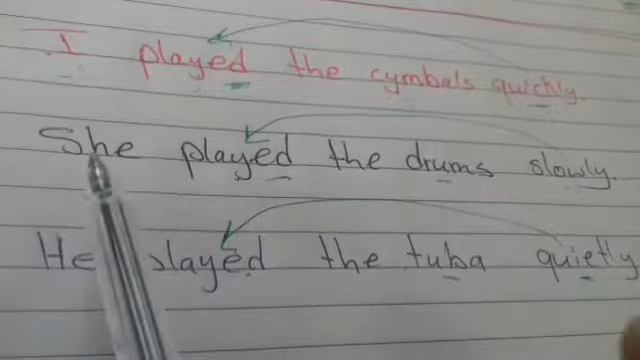 I played the cymbals quickly.
She played the drums slowly.
He played the tuba quietly